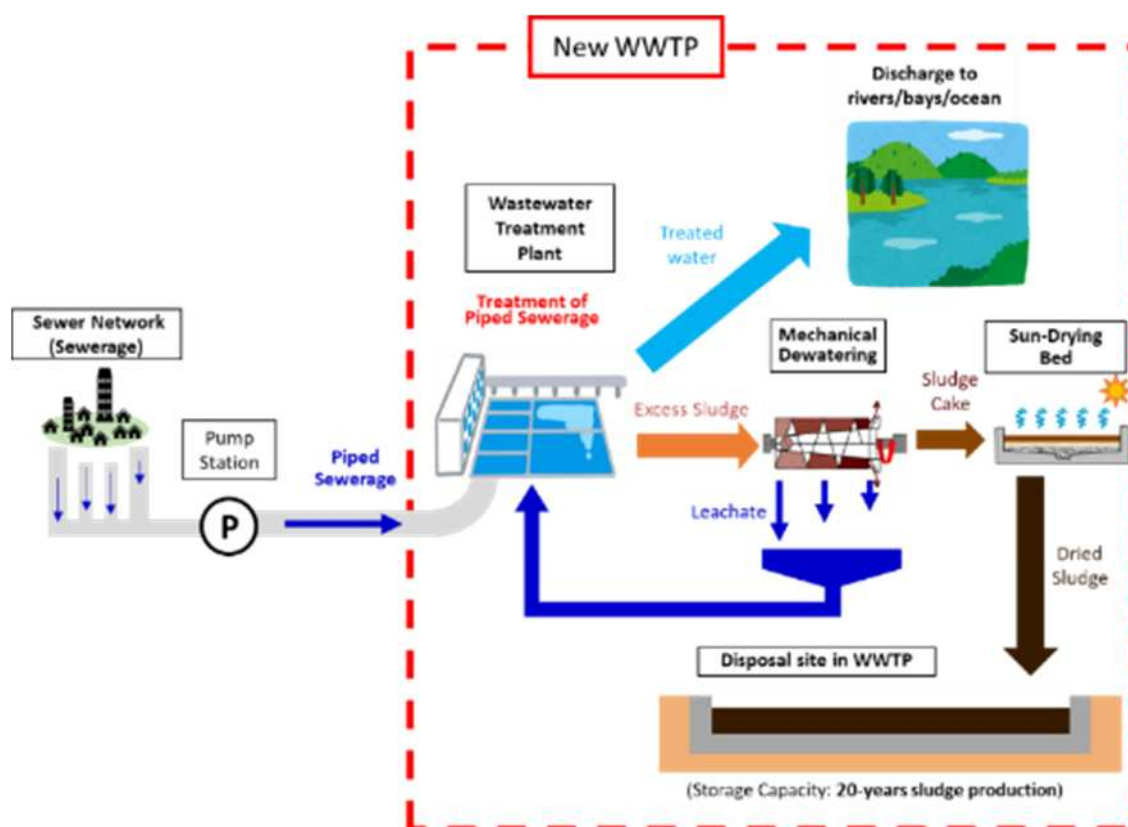 New WWTP
Discharge to
rivers/bays/ocean
Wastewater
Treatment
Plant
Treated
water
Treatment of
Piped Sewerage
Sewer Network
(Sewerage)
Mechanical
Dewatering
Sun-Drying
Bed
Sludge
Cake
Excess Sludge
Pump
Station
Piped
Sewerage
P
Leachate
Dried
Sludge
Disposal site in WWTP
(Storage Capacity: 20-years sludge production)